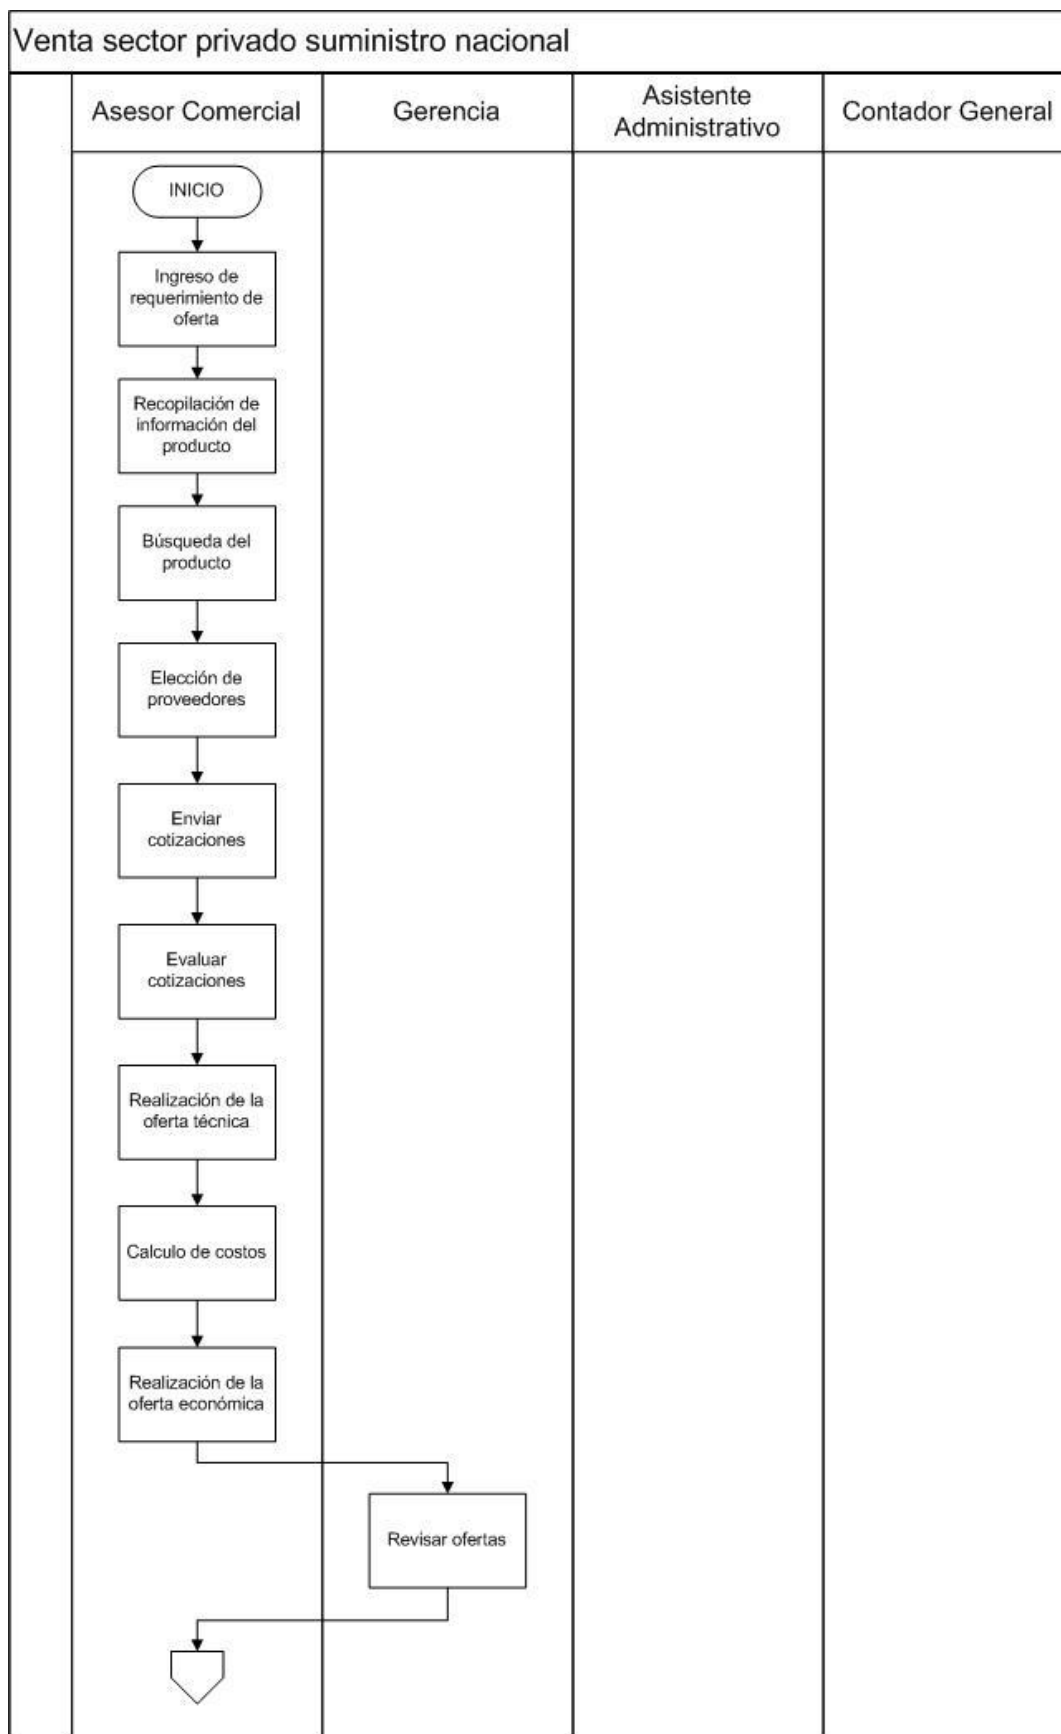 Venta sector privado suministro nacional
Asesor Comercial
Gerencia
Asistente
Administrativo
Contador General
INICIO
Ingreso de
requerimiento de
oferta
Recopilación de
información del
producto
Búsqueda del
producto
Elección de
proveedores
Enviar
cotizaciones
Evaluar
cotizaciones
Realización de la
oferta técnica
Calculo de costos
Realización de la
oferta económica
Revisar ofertas